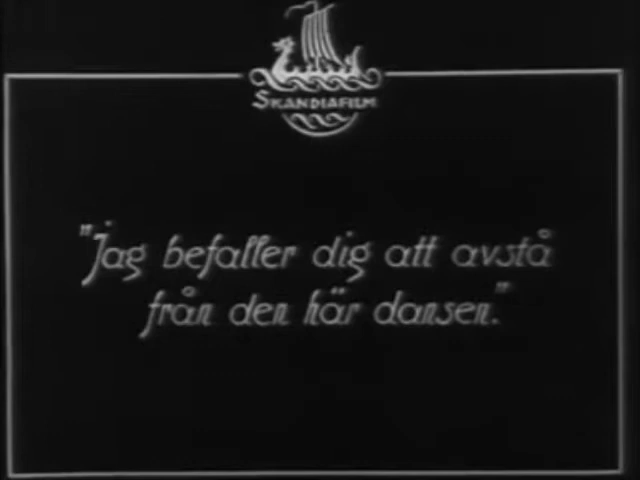 SKANDIAFILM
"Jag befaller dig att avstå
från den här dansen."